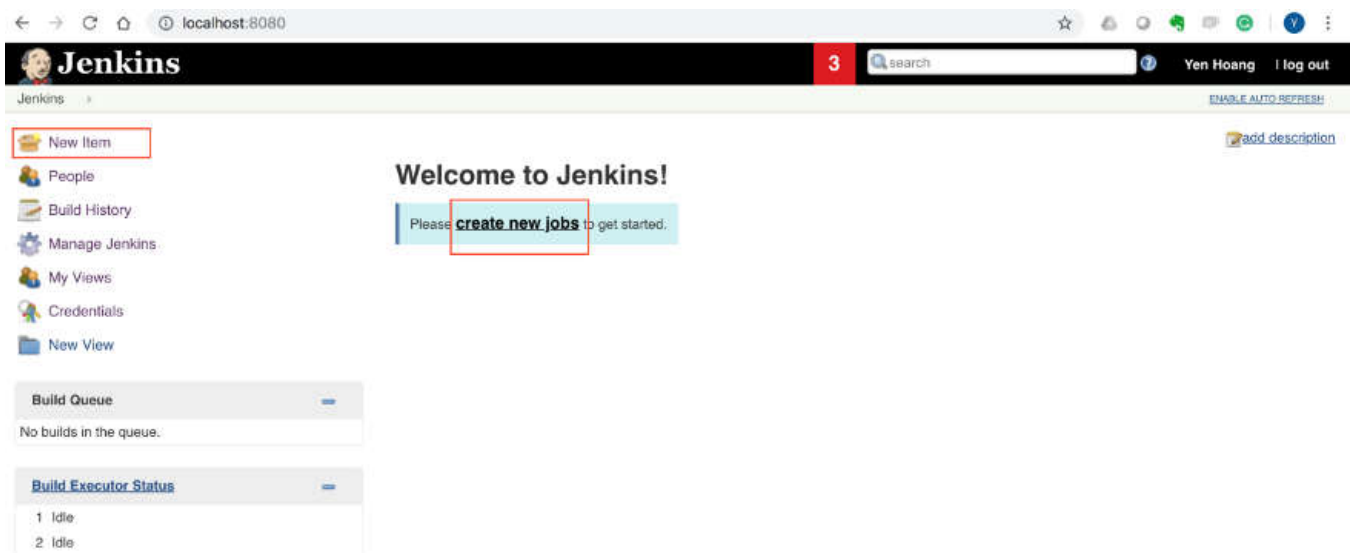 localhost:8080
Jenkins
3
search
Yen Hoang
log out
Jenkins
ENABLE AUTO REFRESH
New Item
add description
People
Welcome to Jenkins!
Build History
Please create new jobs to get started.
Manage Jenkins
My Views
Credentials
New View
Build Queue
No builds in the queue.
Build Executor Status
1 Idle
2 Idle